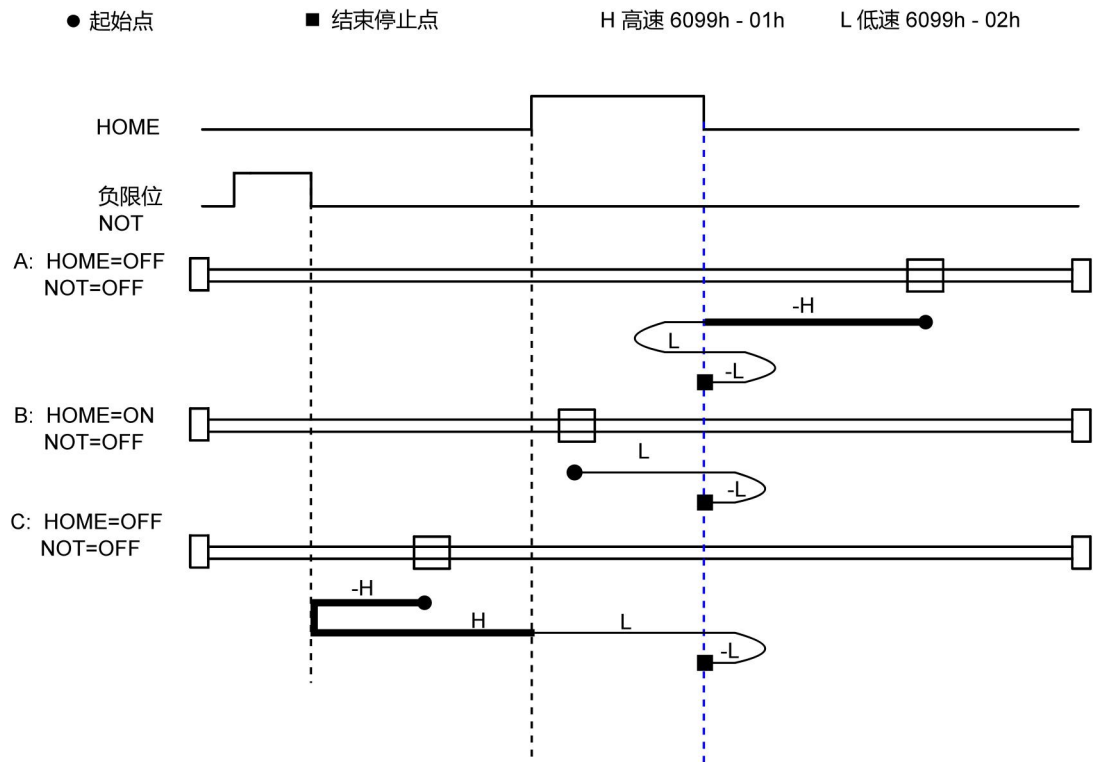 ● 起始点 ■ 结束停止点 H 高速 6099h - 01h L 低速 6099h - 02h
HOME
负限位
NOT
A: HOME=OFF
NOT=OFF
-H
L
-L
B: HOME=ON
NOT=OFF
L
-L
C: HOME=OFF
NOT=OFF
-H
H L
-L